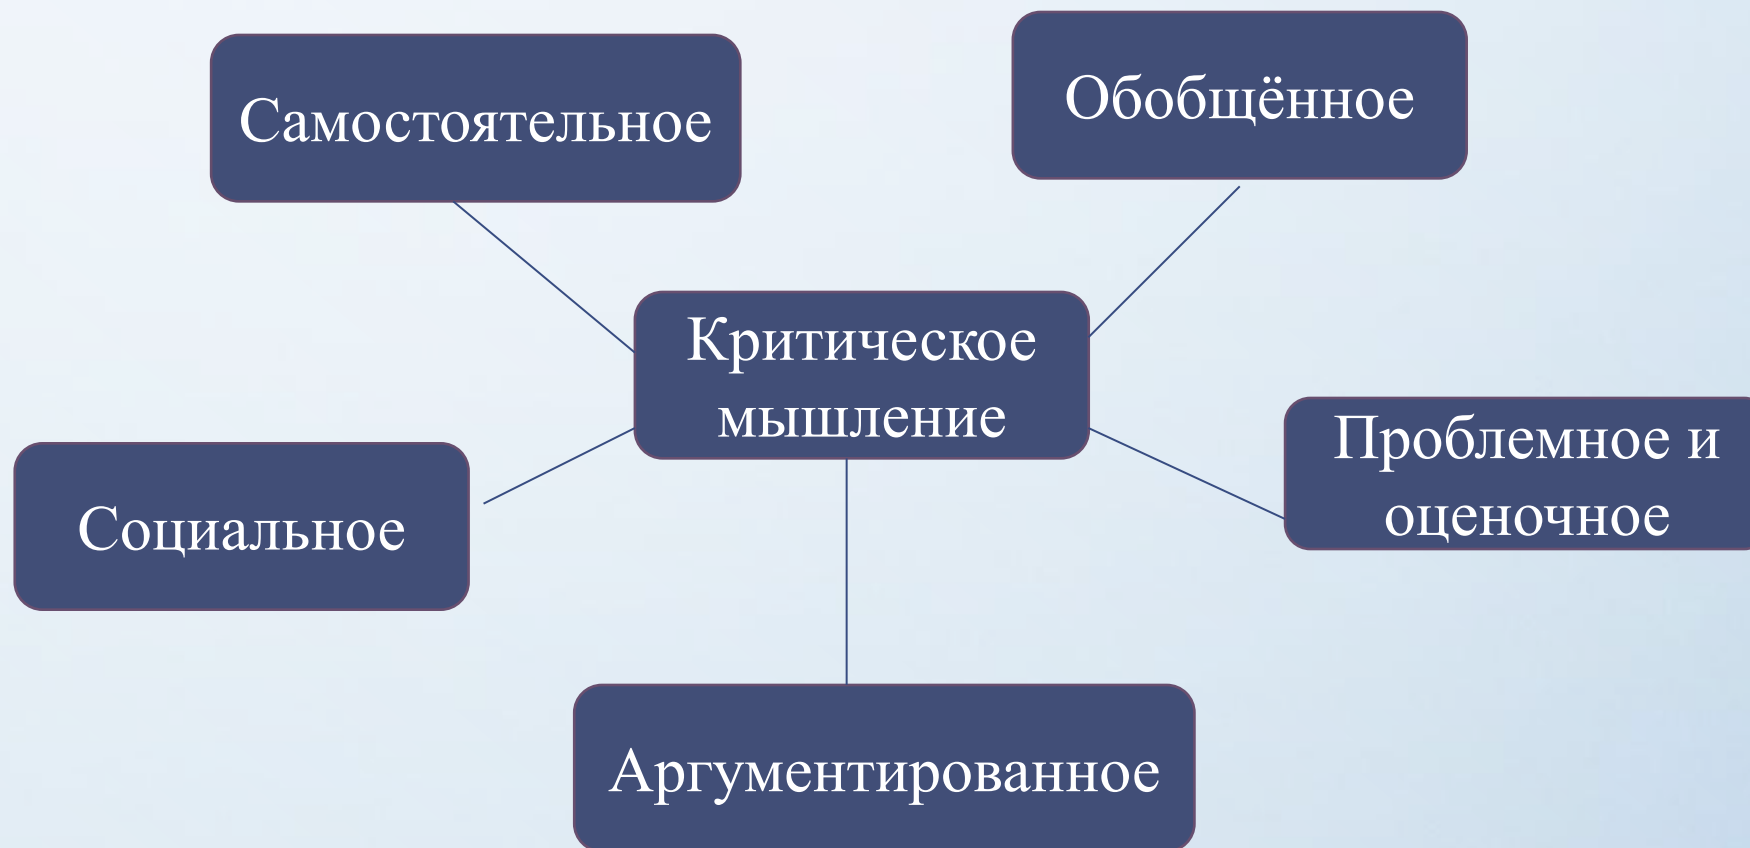 Самостоятельное
Обобщённое
Критическое
мышление
Социальное
Проблемное и
оценочное
Аргументированное